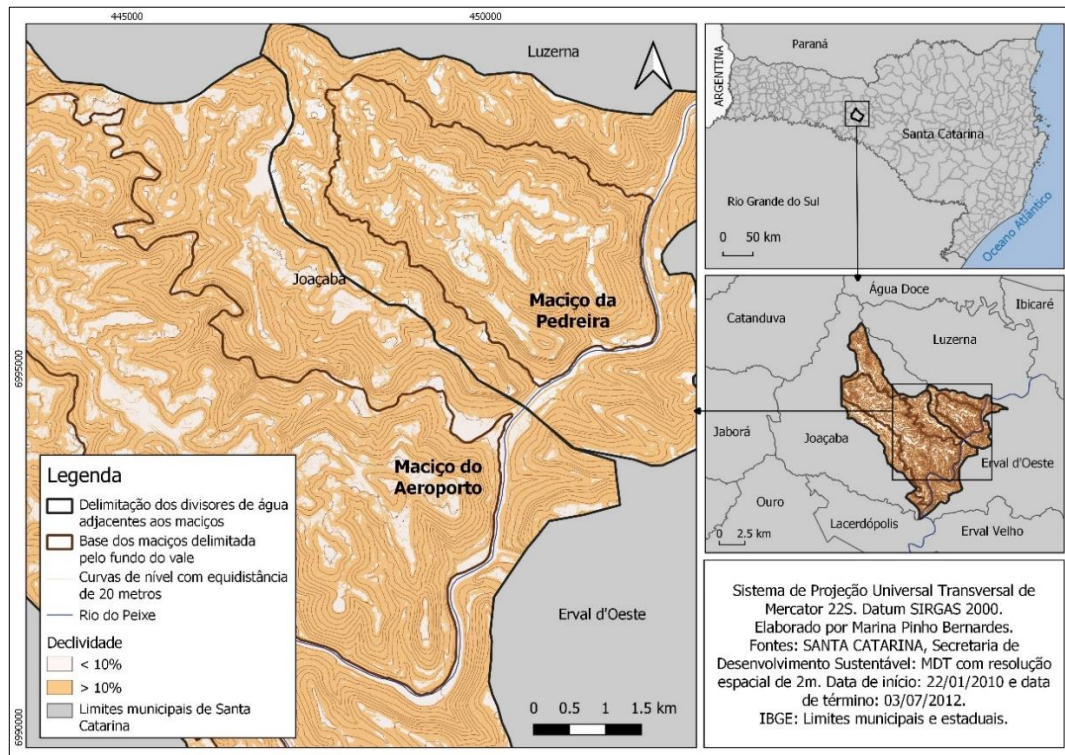 445000
450000
6995000
6990000
Luzerna
Joaçaba
Maciço da
Pedreira
Maciço do
Aeroporto
Erval d'Oeste
Legenda
Delimitação dos divisores de água
adjacentes aos maciços
Base dos maciços delimitada
pelo fundo do vale
Curvas de nível com equidistância
de 20 metros
Rio do Peixe
Declividade
< 10%
> 10%
Limites municipais de Santa
Catarina
0 0.5 1 1.5 km
ARGENTINA
Paraná
Santa Catarina
Rio Grande do Sul
Oceano Atlântico
0 50 km
Água Doce
Ibicaré
Catanduva
Luzerna
Jaborá
Joaçaba
Erval d'Oeste
Ouro
Lacerdópolis
Erval Velho
0 2.5 km
Sistema de Projeção Universal Transversal de
Mercator 22S. Datum SIRGAS 2000.
Elaborado por Marina Pinho Bernardes.
Fontes: SANTA CATARINA, Secretaria de
Desenvolvimento Sustentável: MDT com resolução
espacial de 2m. Data de início: 22/01/2010 e data
de término: 03/07/2012.
IBGE: Limites municipais e estaduais.